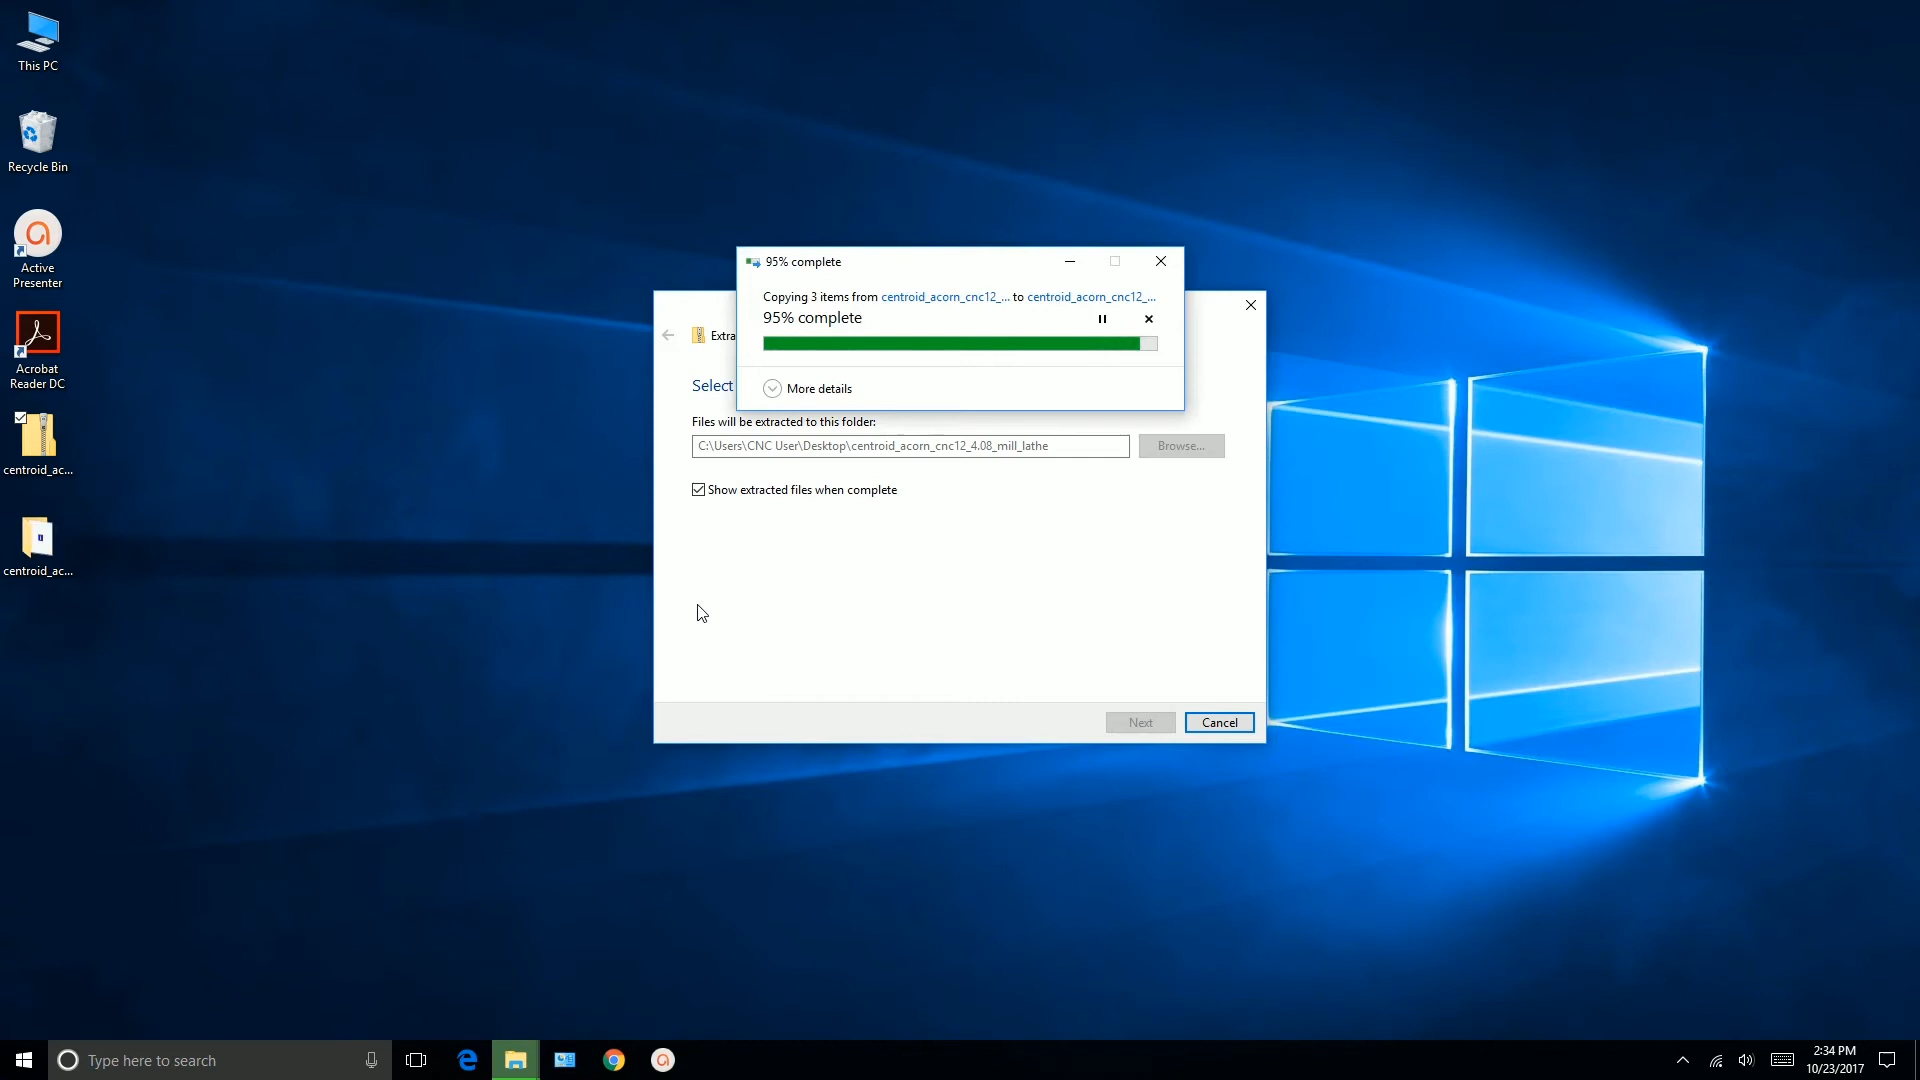 This PC
Recycle Bin
Active
Presenter
Acrobat
Reader DC
centroid_ac...
centroid_ac...
95% complete
Copying 3 items from centroid_acorn_cnc12_... to centroid_acorn_cnc12_...
95% complete
More details
Extra
Select
Files will be extracted to this folder:
C:\Users\CNC User\Desktop\centroid_acorn_cnc12_4.08_mill_lathe
Browse...
Show extracted files when complete
Next
Cancel
Type here to search
2:34 PM
10/23/2017